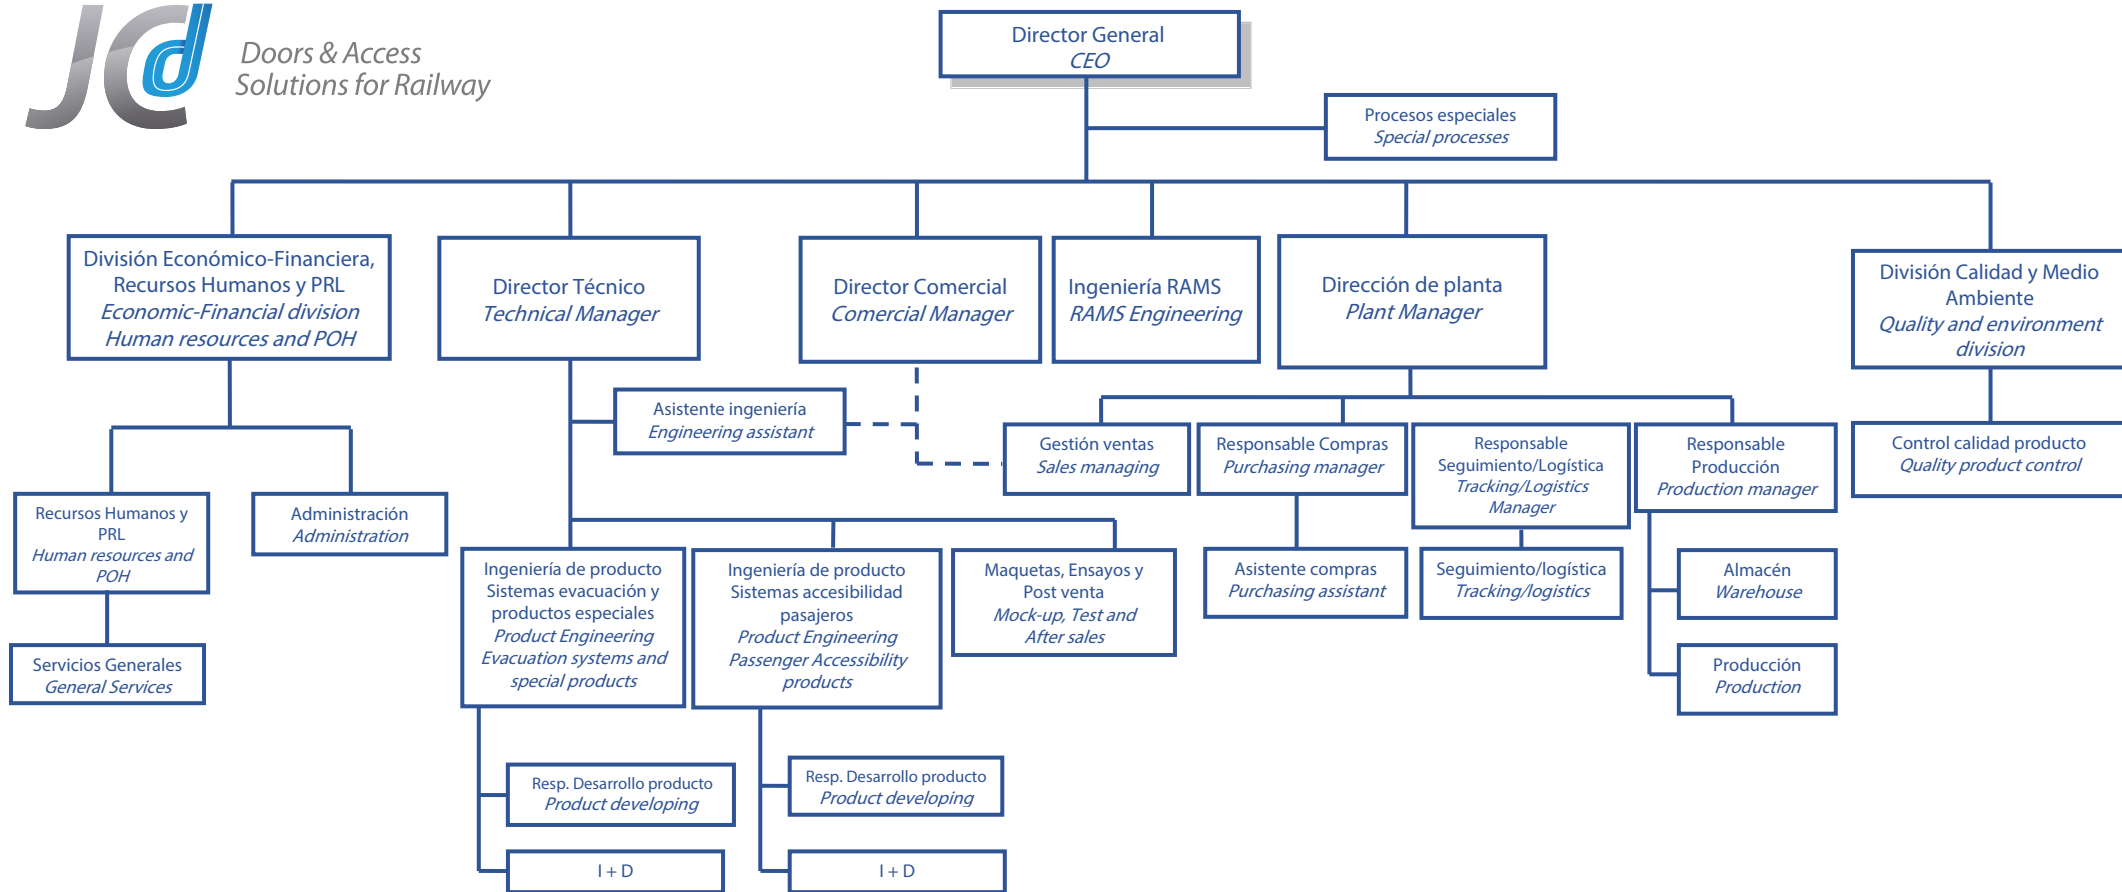 JCd
Doors & Access
Solutions for Railway
Director General
CEO
Procesos especiales
Special processes
División Económico-Financiera,
Recursos Humanos y PRL
Economic-Financial division
Human resources and POH
Director Técnico
Technical Manager
Director Comercial
Comercial Manager
Ingeniería RAMS
RAMS Engineering
Dirección de planta
Plant Manager
División Calidad y Medio
Ambiente
Quality and environment
division
Asistente ingeniería
Engineering assistant
Gestión ventas
Sales managing
Responsable Compras
Purchasing manager
Responsable
Seguimiento/Logística
Tracking/Logistics
Manager
Responsable
Producción
Production manager
Control calidad producto
Quality product control
Recursos Humanos y
PRL
Human resources and
POH
Administración
Administration
Ingeniería de producto
Sistemas evacuación y
productos especiales
Product Engineering
Evacuation systems and
special products
Ingeniería de producto
Sistemas accesibilidad
pasajeros
Product Engineering
Passenger Accessibility
products
Maquetas, Ensayos y
Post venta
Mock-up, Test and
After sales
Asistente compras
Purchasing assistant
Seguimiento/logística
Tracking/logistics
Almacén
Warehouse
Servicios Generales
General Services
Producción
Production
Resp. Desarrollo producto
Product developing
Resp. Desarrollo producto
Product developing
I + D
I + D